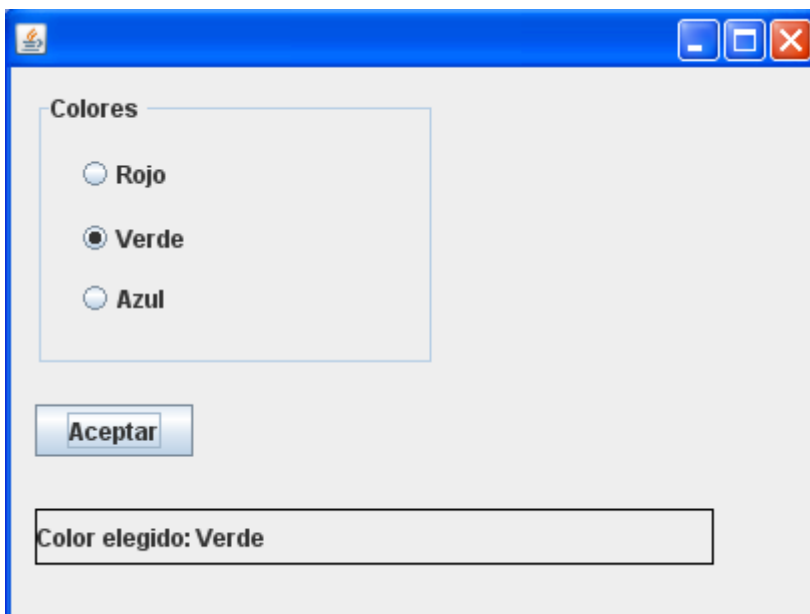 Colores
Rojo
Verde
Azul
Aceptar
Color elegido: Verde